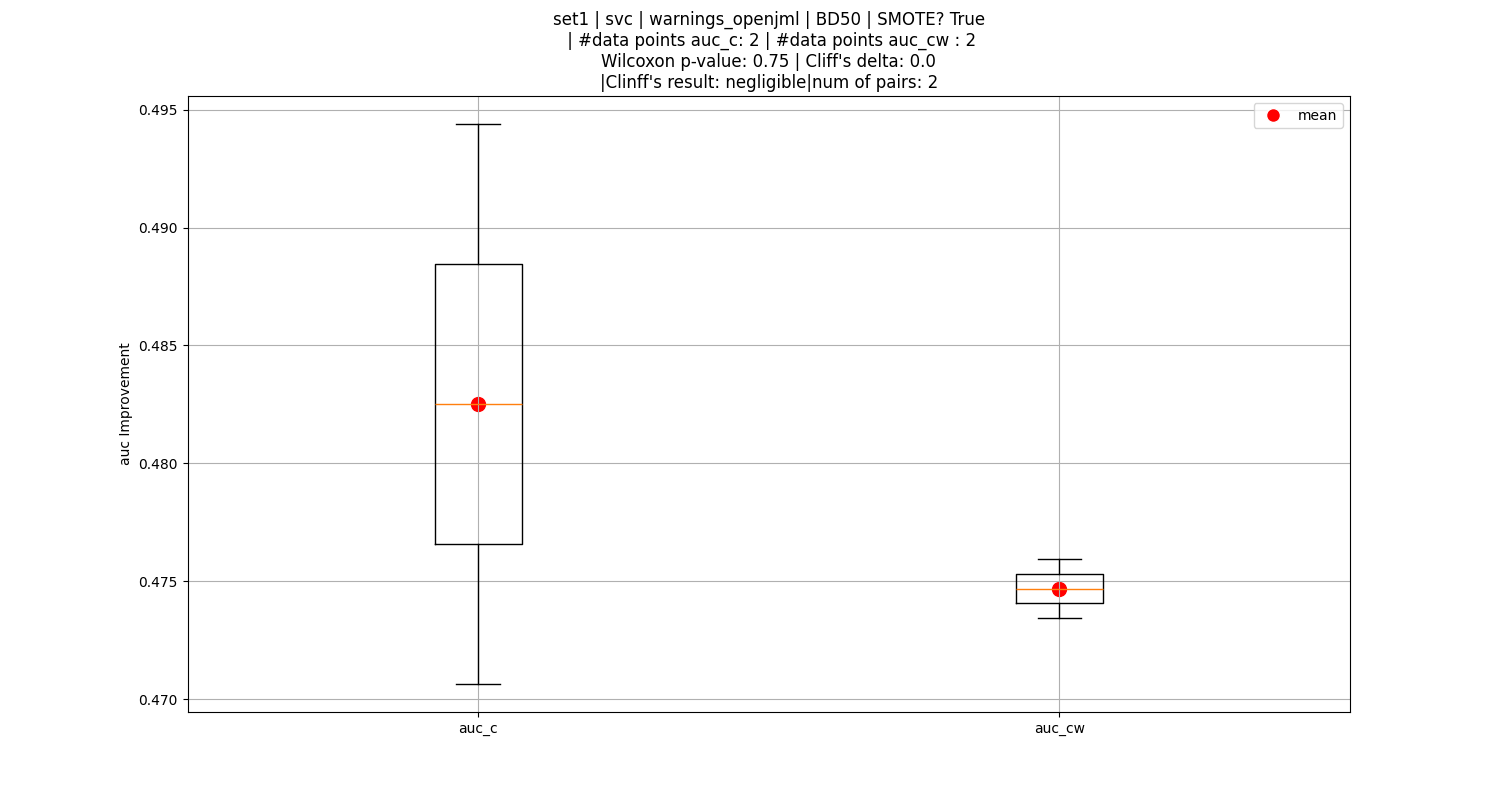 set1 | svc | warnings_openjml | BD50 | SMOTE? True
| #data points auc_c: 2 | #data points auc_cw : 2
Wilcoxon p-value: 0.75 | Cliff's delta: 0.0
|Clinff's result: negligible|num of pairs: 2
mean
auc Improvement
0.495
0.490
0.485
0.480
0.475
0.470
auc_c
auc_cw